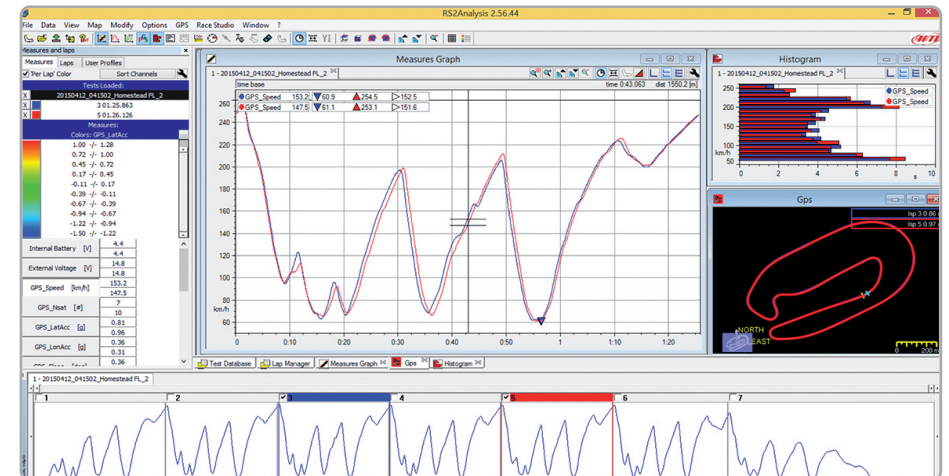 RS2Analysis 2.56.44
File Data View Map Modify Options GPS Race Studio Window ?
Measures and laps
Measures Laps User Profiles
'Per Lap' Color Sort Channels
Tests Loaded:
X 20150412_041502_Homestead FL_2
X 3 01.25.863
X 5 01.26.126
Measures:
Colors: GPS_LatAcc
1.00 -/- 1.28
0.72 -/- 1.00
0.45 -/- 0.72
0.17 -/- 0.45
-0.11 -/- 0.17
-0.39 -/- -0.11
-0.67 -/- -0.39
-0.94 -/- -0.67
-1.22 -/- -0.94
-1.50 -/- -1.22
Internal Battery [V] 4.4
4.4
External Voltage [V] 14.8
14.8
GPS_Speed [km/h] 153.2
147.5
GPS_Nsat [#] 7
10
GPS_LatAcc [g] 0.81
0.96
GPS_LonAcc [g] 0.36
0.31
0.36
Measures Graph
1 - 20150412_041502_Homestead FL_2
time base time 0:43.063 dist 1550.2 [m]
GPS_Speed 153.2 60.9 254.5 152.5
GPS_Speed 147.5 61.1 253.1 151.6
260
240
220
200
180
160
140
120
100
80
km/h
60
0 0:10 0:20 0:30 0:40 0:50 1 1:10 1:20
Histogram
1 - 20150412_041502_Homestead FL_2
GPS_Speed
GPS_Speed
250
200
150
100
km/h
50
0 2 4 6 8 10
s
Gps
lap 3 0.86
lap 5 0.97
NORTH
EAST
0 200 m
Test Database Lap Manager Measures Graph Gps Histogram
1 - 20150412_041502_Homestead FL_2
1 2 3 4 5 6 7